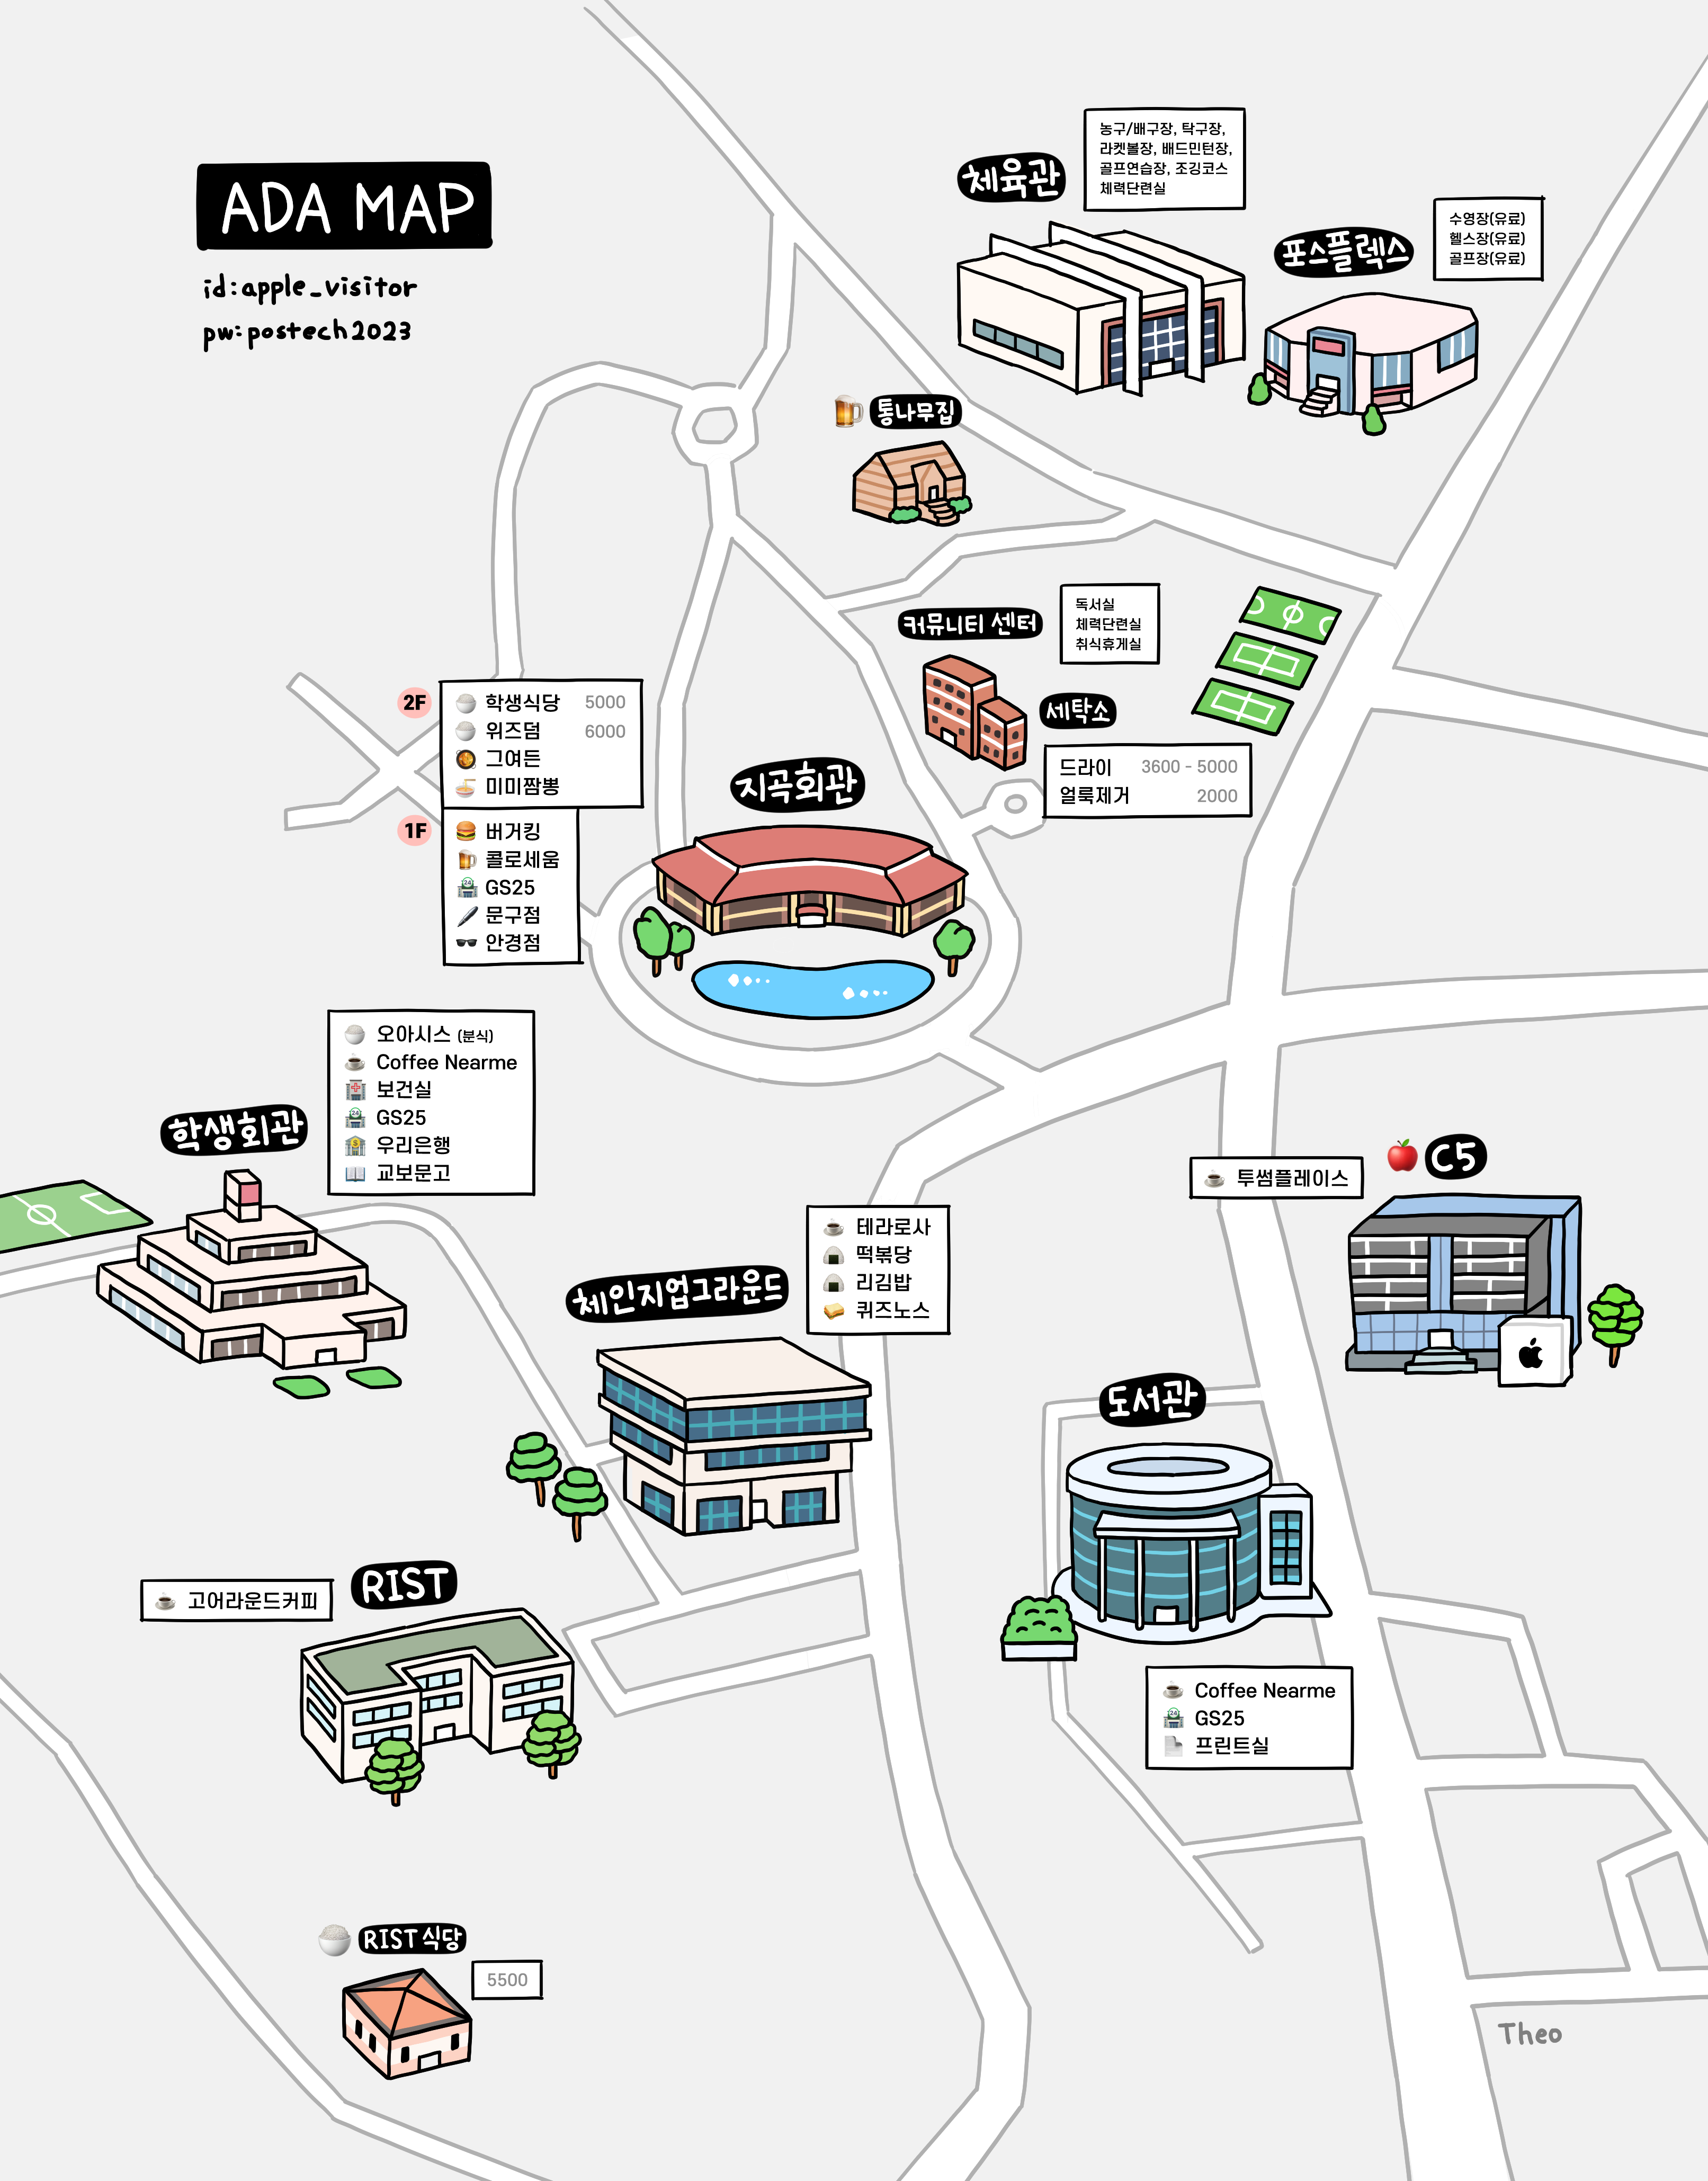 ADA MAP
id:apple_visitor
pw:postech2023
체육관
농구/배구장, 탁구장,
라켓볼장, 배드민턴장,
골프연습장, 조깅코스
체력단련실
포스플렉스
수영장(유료)
헬스장(유료)
골프장(유료)
통나무집
커뮤니티 센터
독서실
체력단련실
취식휴게실
세탁소
드라이 3600 - 5000
얼룩제거 2000
지곡회관
2F
학생식당 5000
위즈덤 6000
그여든
미미짬뽕
1F
버거킹
콜로세움
GS25
문구점
안경점
학생회관
오아시스 (분식)
Coffee Nearme
보건실
GS25
우리은행
교보문고
C5
투썸플레이스
체인지업그라운드
테라로사
떡볶당
리김밥
퀴즈노스
도서관
Coffee Nearme
GS25
프린트실
RIST
고어라운드커피
RIST 식당
5500
Theo